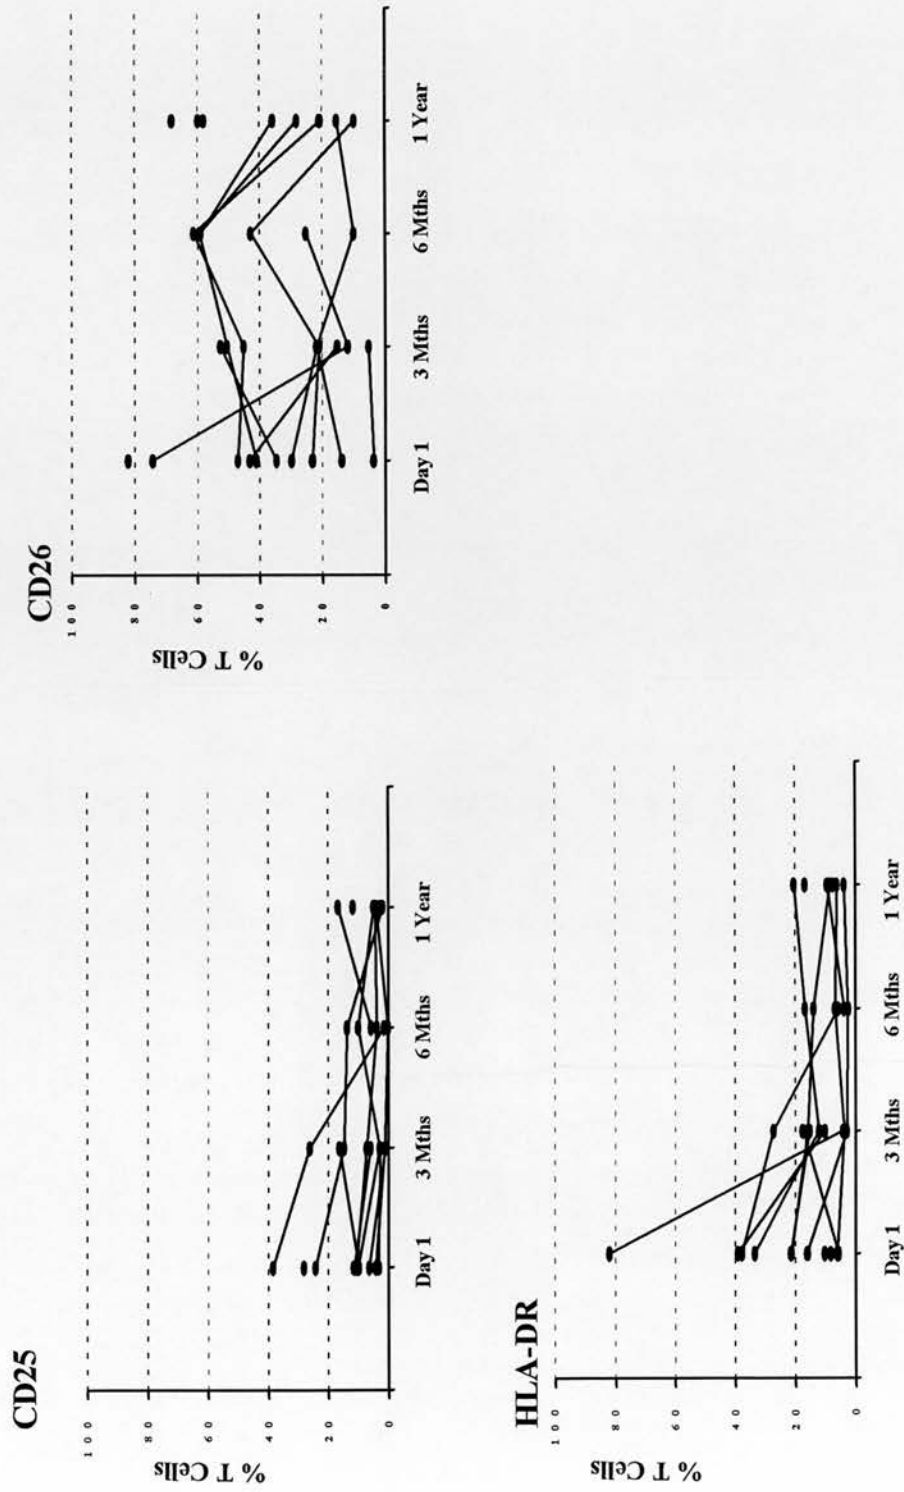 CD25
% T Cells
100
80
60
40
20
0
Day 1
3 Mths
6 Mths
1 Year
CD26
% T Cells
100
80
60
40
20
0
Day 1
3 Mths
6 Mths
1 Year
HLA-DR
% T Cells
100
80
60
40
20
0
Day 1
3 Mths
6 Mths
1 Year